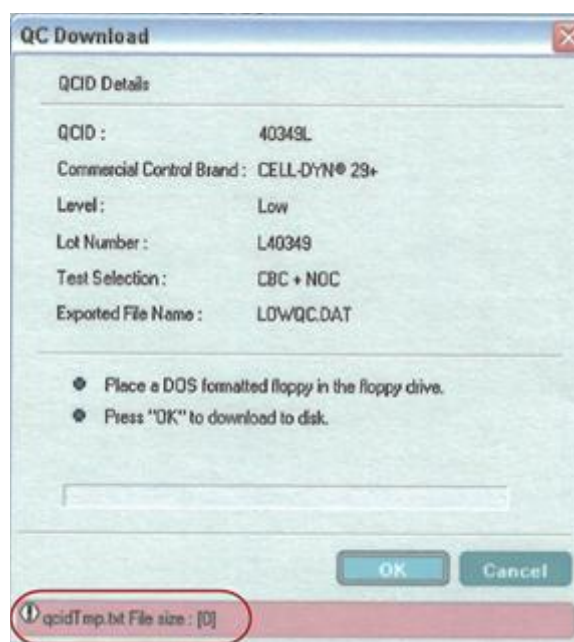 QC Download
QCID Details
QCID : 40349L
Commercial Control Brand : CELL-DYN® 29+
Level : Low
Lot Number : L40349
Test Selection : CBC + NOC
Exported File Name : LOWQC.DAT
Place a DOS formatted floppy in the floppy drive.
Press "OK" to download to disk.
OK Cancel
qcidTmp.txt File size : [0]